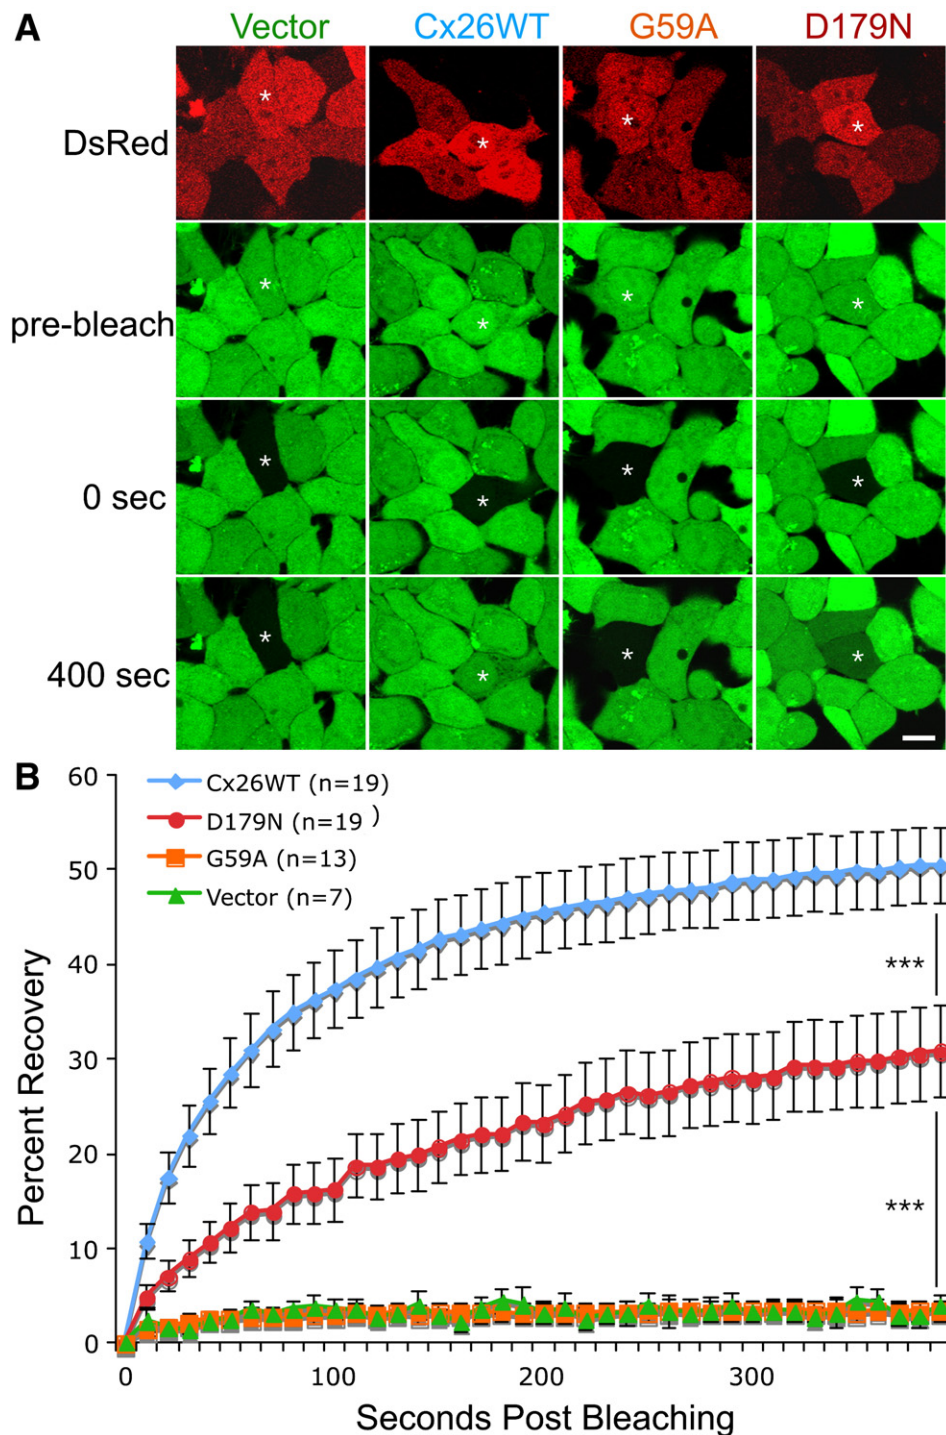 A
Vector Cx26WT G59A D179N
DsRed
* * * *
pre-bleach
* * * *
0 sec
* * * *
400 sec
* * * *
B
60
50
40
30
20
10
0
Percent Recovery
Cx26WT (n=19)
D179N (n=19 )
G59A (n=13)
Vector (n=7)
***
***
0 100 200 300
Seconds Post Bleaching